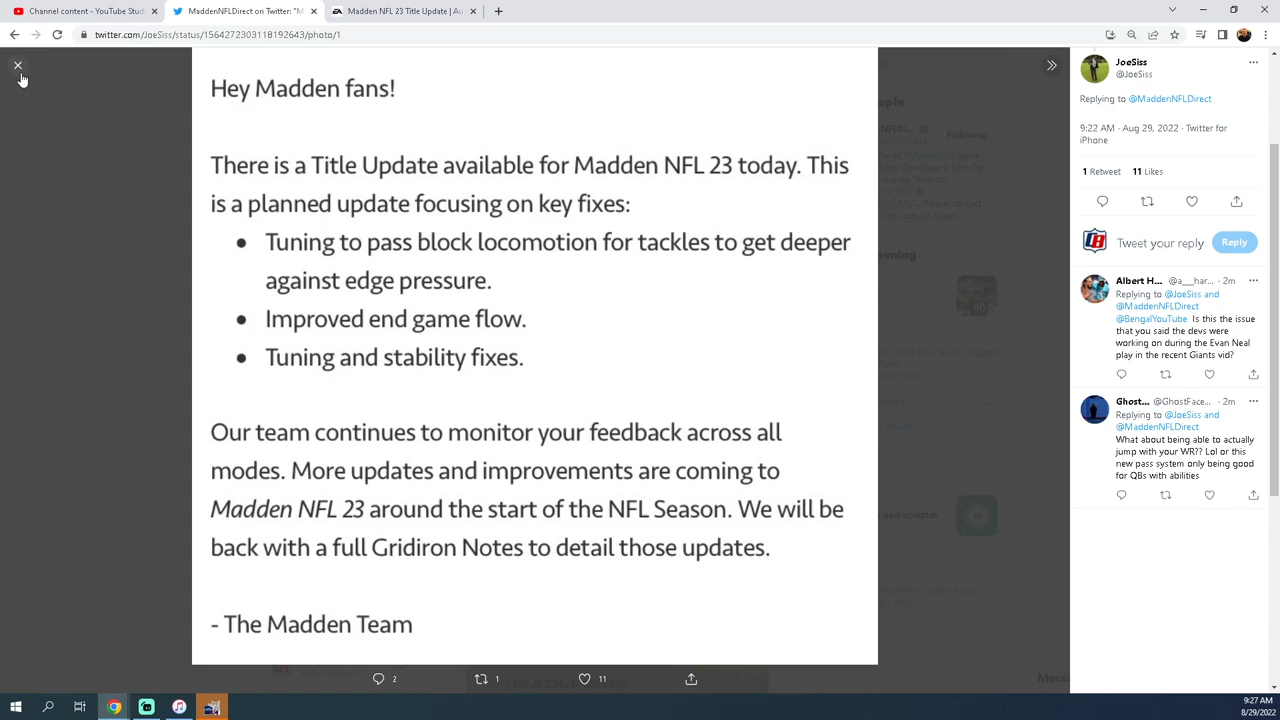 Channel content - YouTube Stud
MaddenNFLDirect on Twitter: "M
Madden NFL 23 Title Update | Au
twitter.com/JoeSiss/status/1564272303118192643/photo/1
Hey Madden fans!
There is a Title Update available for Madden NFL 23 today. This
is a planned update focusing on key fixes:
• Tuning to pass block locomotion for tackles to get deeper
against edge pressure.
• Improved end game flow.
• Tuning and stability fixes.
Our team continues to monitor your feedback across all
modes. More updates and improvements are coming to
Madden NFL 23 around the start of the NFL Season. We will be
back with a full Gridiron Notes to detail those updates.
- The Madden Team
2
1
11
Following
JoeSiss
@JoeSiss
Replying to @MaddenNFLDirect
9:22 AM · Aug 29, 2022 · Twitter for
iPhone
1 Retweet 11 Likes
Tweet your reply
Reply
Albert H... @a__har... · 2m
Replying to @JoeSiss and
@MaddenNFLDirect
@BengalYouTube Is this the issue
that you said the devs were
working on during the Evan Neal
play in the recent Giants vid?
Ghost... @GhostFace... · 2m
Replying to @JoeSiss and
@MaddenNFLDirect
What about being able to actually
jump with your WR?? Lol or this
new pass system only being good
for QBs with abilities
9:27 AM
8/29/2022